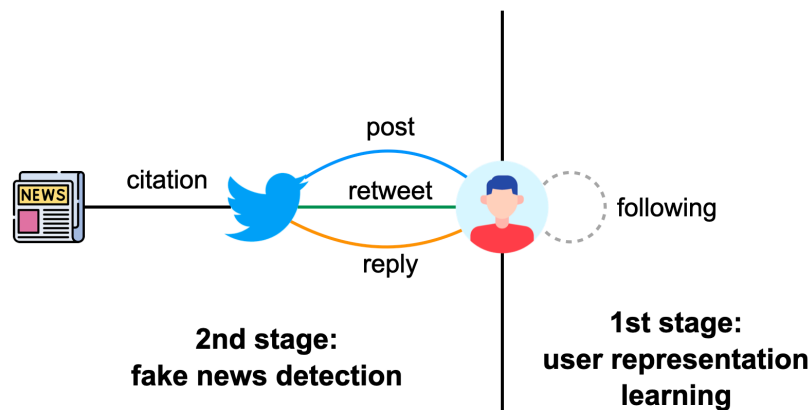 post
citation
NEWS
retweet
following
reply
2nd stage:
fake news detection
1st stage:
user representation
learning